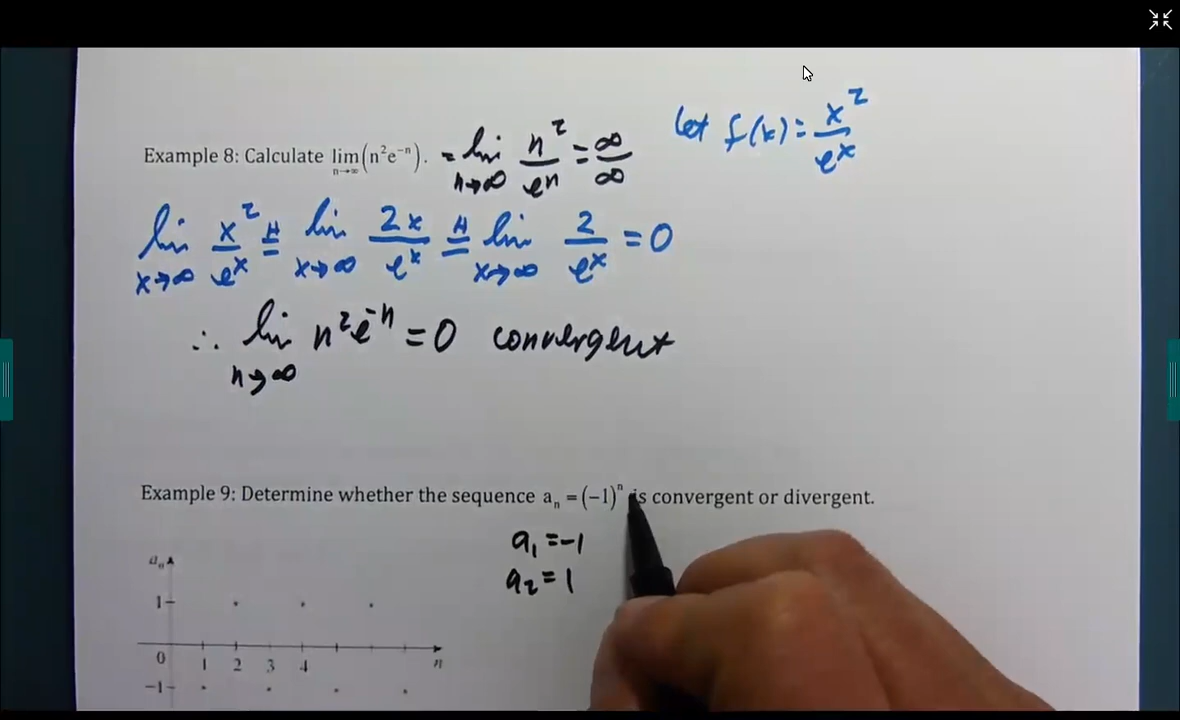 let f(x) = x²/eˣ
Example 8: Calculate lim n→∞ (n²e⁻ⁿ). = lim n→∞ n²/eⁿ = ∞/∞
lim x→∞ x²/eˣ H= lim x→∞ 2x/eˣ H= lim x→∞ 2/eˣ = 0
∴ lim n→∞ n²e⁻ⁿ = 0 convergent
Example 9: Determine whether the sequence aₙ = (−1)ⁿ is convergent or divergent.
a₁ = -1
a₂ = 1
aₙ
1
0 1 2 3 4 n
-1